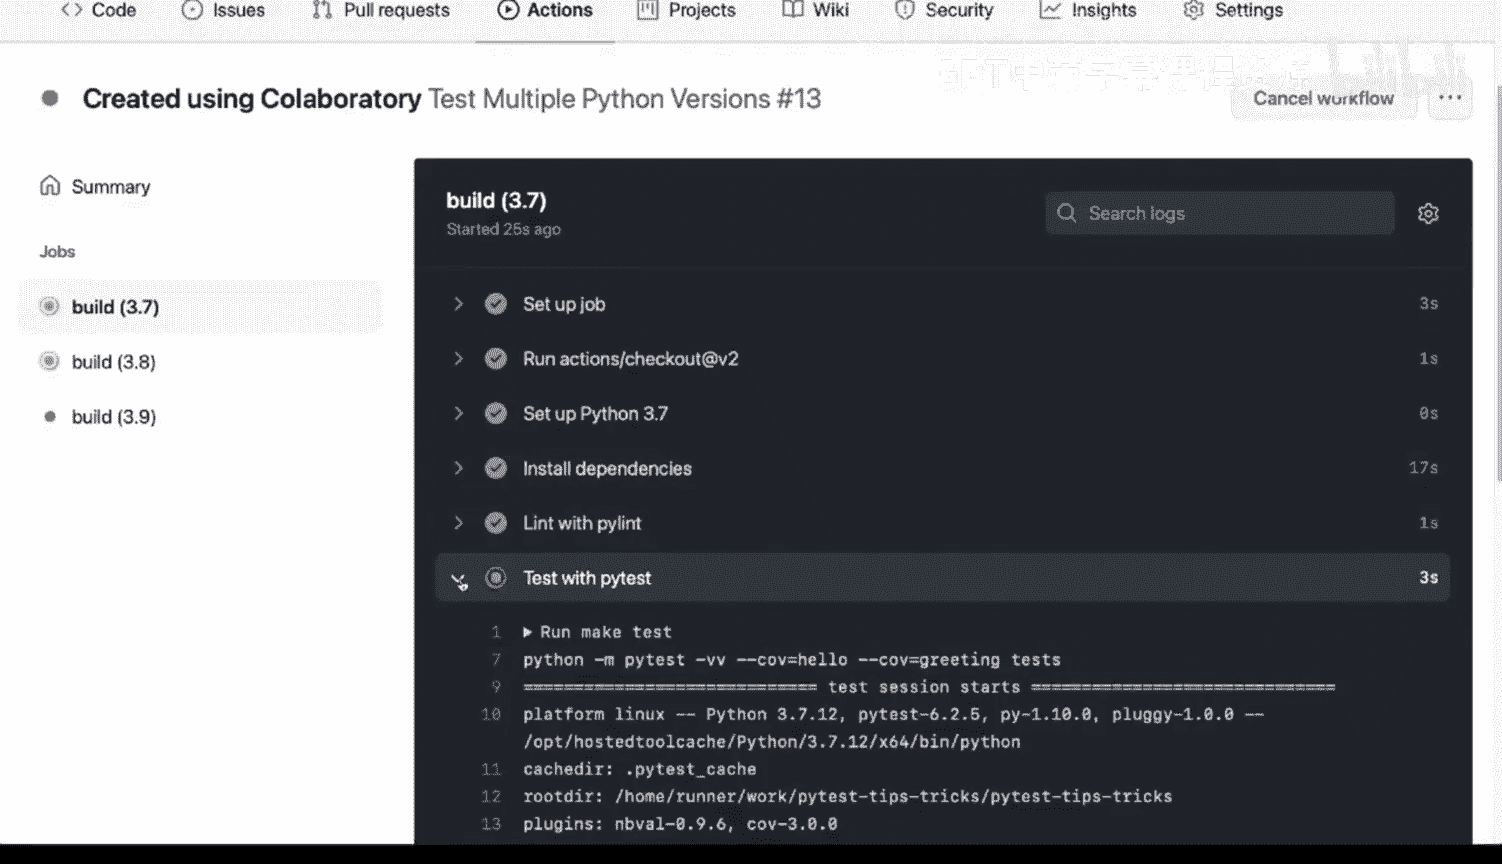 Code Issues Pull requests Actions Projects Wiki Security Insights Settings
Created using Colaboratory Test Multiple Python Versions #13
Cancel workflow ...
Summary
Jobs
build (3.7)
build (3.8)
build (3.9)
build (3.7)
Started 25s ago
Search logs
Set up job 3s
Run actions/checkout@v2 1s
Set up Python 3.7 0s
Install dependencies 17s
Lint with pylint 1s
Test with pytest 3s
1 Run make test
7 python -m pytest -vv --cov=hello --cov=greeting tests
9 ============================= test session starts ==============================
10 platform linux -- Python 3.7.12, pytest-6.2.5, py-1.10.0, pluggy-1.0.0 --
/opt/hostedtoolcache/Python/3.7.12/x64/bin/python
11 cachedir: .pytest_cache
12 rootdir: /home/runner/work/pytest-tips-tricks/pytest-tips-tricks
13 plugins: nbval-0.9.6, cov-3.0.0